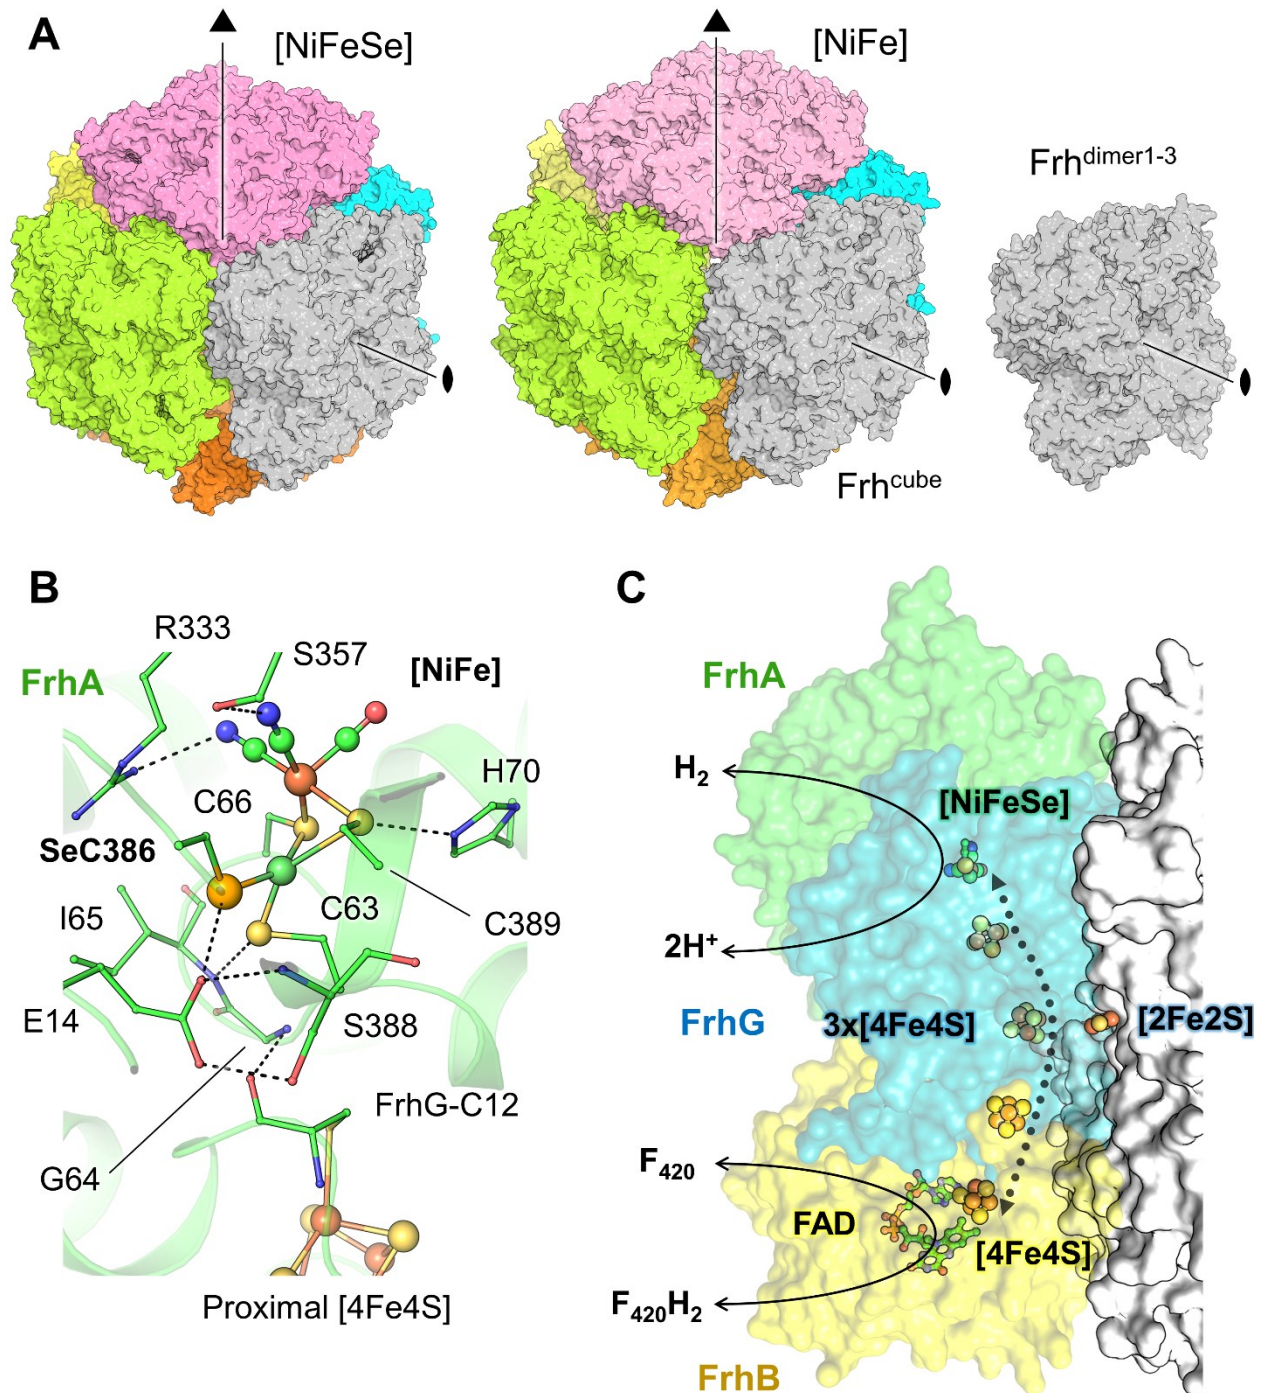 A
[NiFeSe]
[NiFe]
Frh^dimer1-3
Frh^cube
B
R333
S357
[NiFe]
FrhA
C66
H70
SeC386
C63
I65
C389
E14
S388
FrhG-C12
G64
Proximal [4Fe4S]
C
FrhA
H₂
[NiFeSe]
2H⁺
FrhG
3x[4Fe4S]
[2Fe2S]
F₄₂₀
FAD
[4Fe4S]
F₄₂₀H₂
FrhB